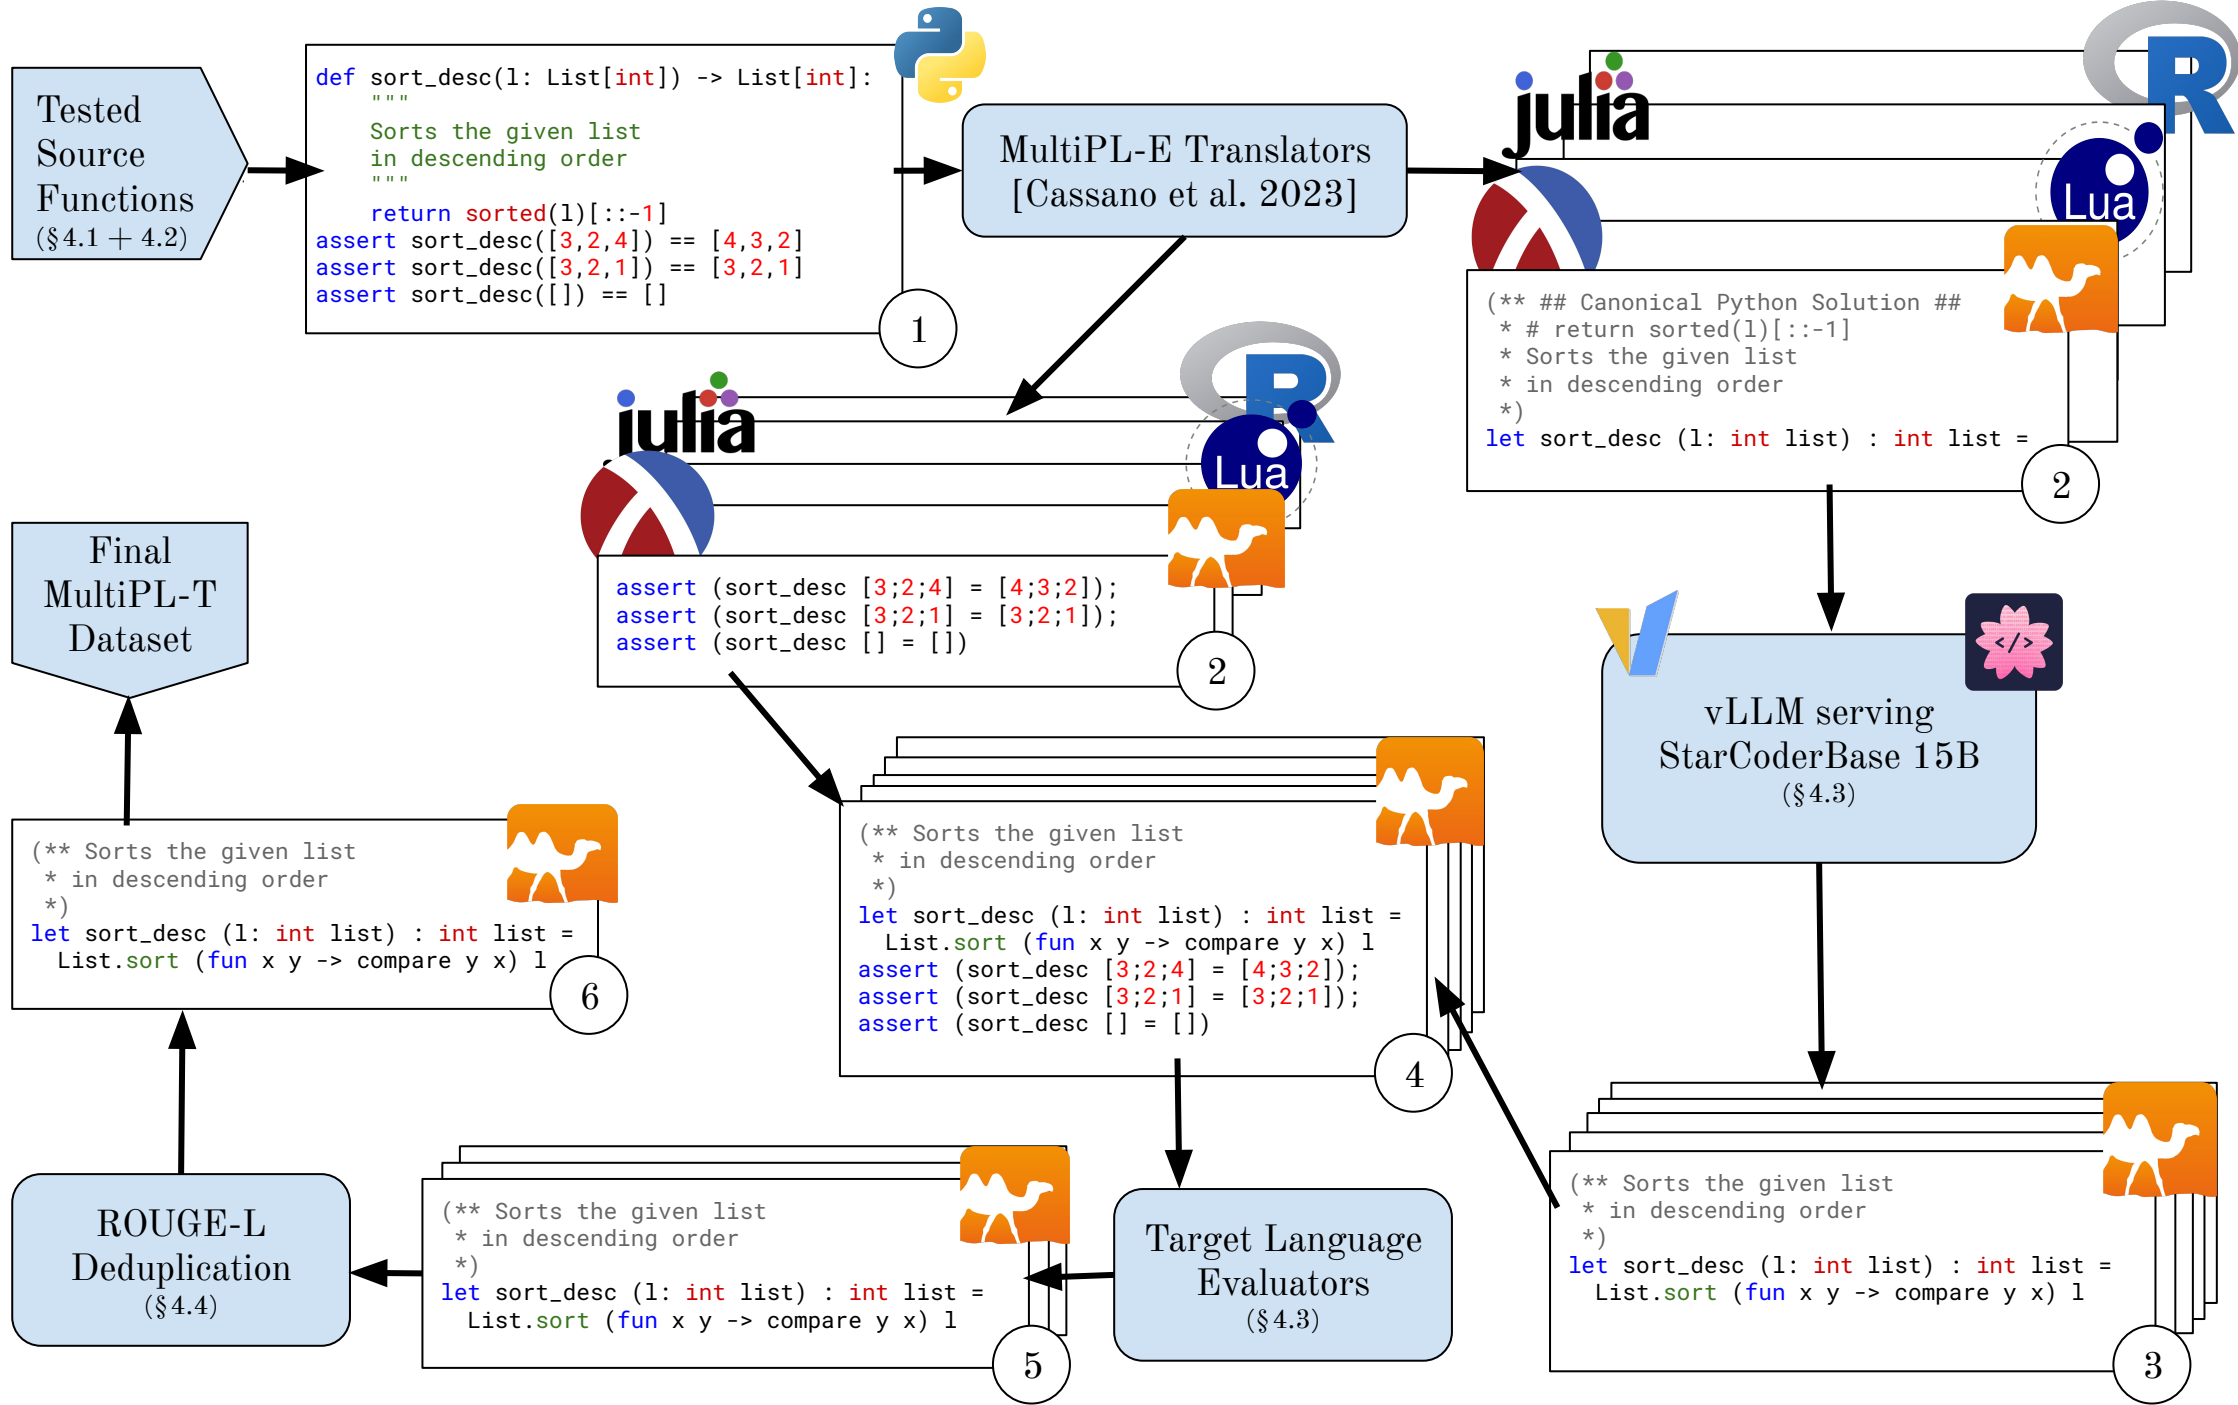 Tested
Source
Functions
(§4.1 + 4.2)
def sort_desc(l: List[int]) -> List[int]:
"""
Sorts the given list
in descending order
"""
return sorted(l)[::-1]
assert sort_desc([3,2,4]) == [4,3,2]
assert sort_desc([3,2,1]) == [3,2,1]
assert sort_desc([]) == []
1
MultiPL-E Translators
[Cassano et al. 2023]
julia
R
Lua
(** ## Canonical Python Solution ##
* # return sorted(l)[::-1]
* Sorts the given list
* in descending order
*)
let sort_desc (l: int list) : int list =
2
julia
R
Lua
assert (sort_desc [3;2;4] = [4;3;2]);
assert (sort_desc [3;2;1] = [3;2;1]);
assert (sort_desc [] = [])
2
vLLM serving
StarCoderBase 15B
(§4.3)
</>
(** Sorts the given list
* in descending order
*)
let sort_desc (l: int list) : int list =
List.sort (fun x y -> compare y x) l
3
(** Sorts the given list
* in descending order
*)
let sort_desc (l: int list) : int list =
List.sort (fun x y -> compare y x) l
assert (sort_desc [3;2;4] = [4;3;2]);
assert (sort_desc [3;2;1] = [3;2;1]);
assert (sort_desc [] = [])
4
Target Language
Evaluators
(§4.3)
(** Sorts the given list
* in descending order
*)
let sort_desc (l: int list) : int list =
List.sort (fun x y -> compare y x) l
5
ROUGE-L
Deduplication
(§4.4)
(** Sorts the given list
* in descending order
*)
let sort_desc (l: int list) : int list =
List.sort (fun x y -> compare y x) l
6
Final
MultiPL-T
Dataset